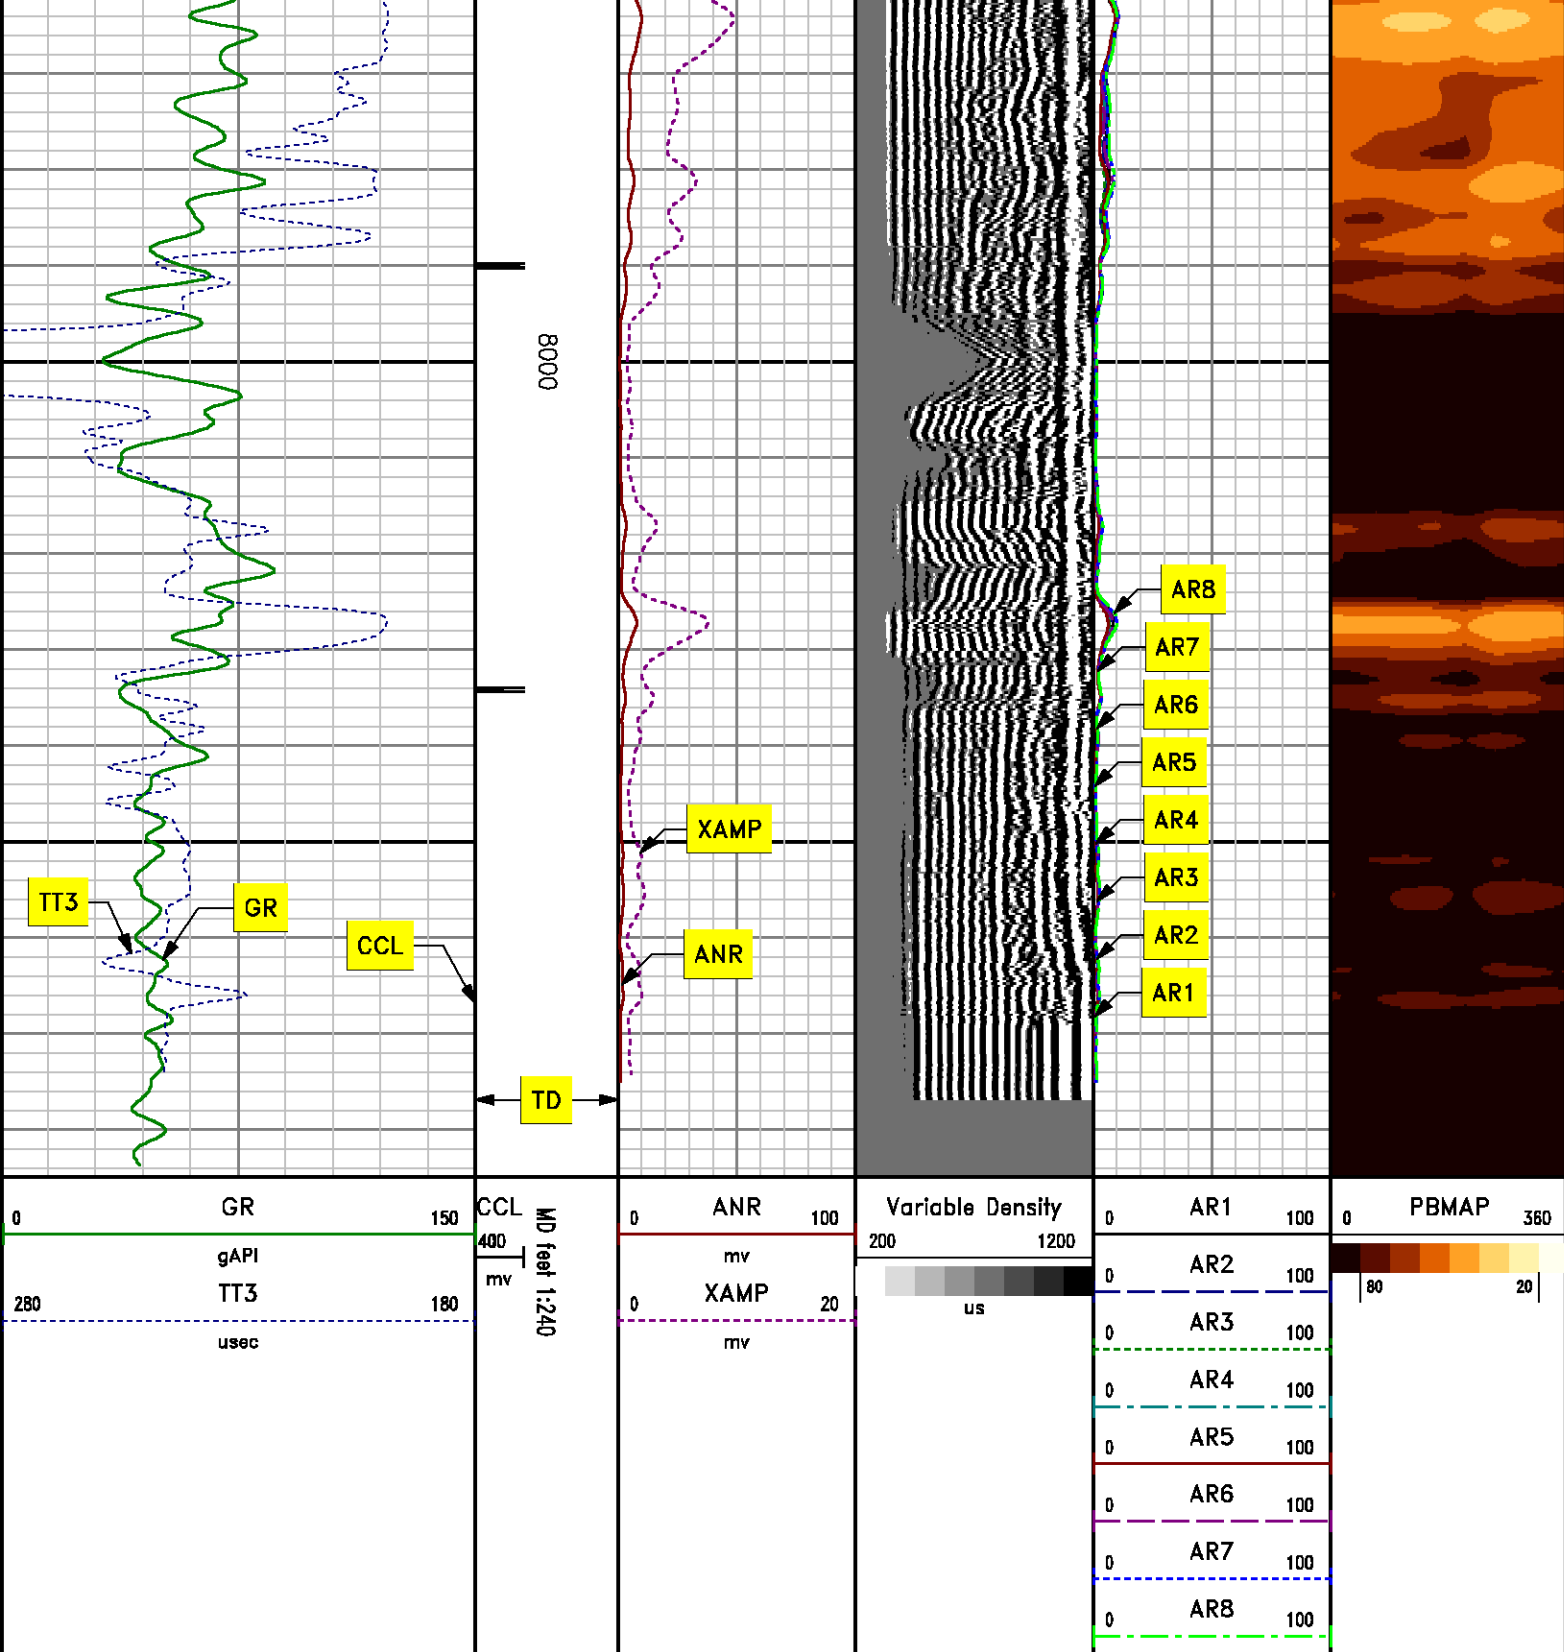 8000
AR8
AR7
AR6
AR5
AR4
AR3
AR2
AR1
XAMP
ANR
TT3
GR
CCL
TD
0 GR 150
gAPI
280 TT3 180
usec
CCL
400
mv
MD feet 1:240
0 ANR 100
mv
0 XAMP 20
mv
Variable Density
200 1200
us
0 AR1 100
0 AR2 100
0 AR3 100
0 AR4 100
0 AR5 100
0 AR6 100
0 AR7 100
0 AR8 100
0 PBMAP 360
80 20